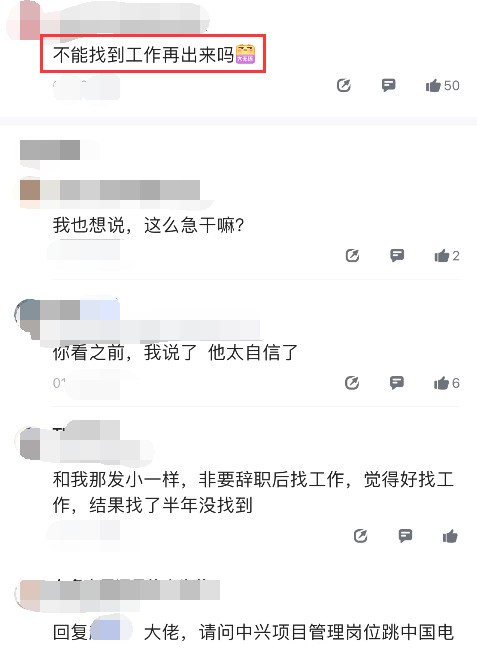 不能找到工作再出来吗
50
我也想说，这么急干嘛？
2
你看之前，我说了 他太自信了
01
6
和我那发小一样，非要辞职后找工作，觉得好找工
作，结果找了半年没找到
回复 大佬，请问中兴项目管理岗位跳中国电